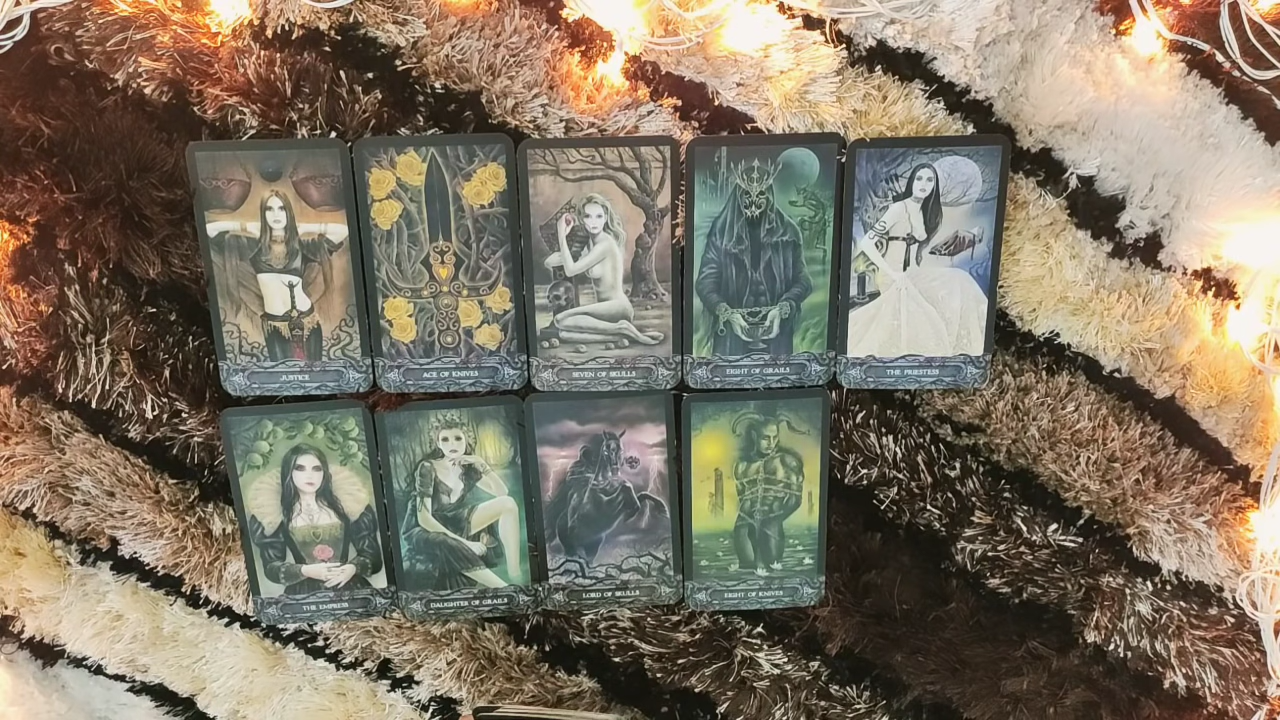 JUSTICE
ACE OF KNIVES
SEVEN OF SKULLS
EIGHT OF GRAILS
THE PRIESTESS
THE EMPRESS
DAUGHTER OF GRAILS
LORD OF SKULLS
EIGHT OF KNIVES